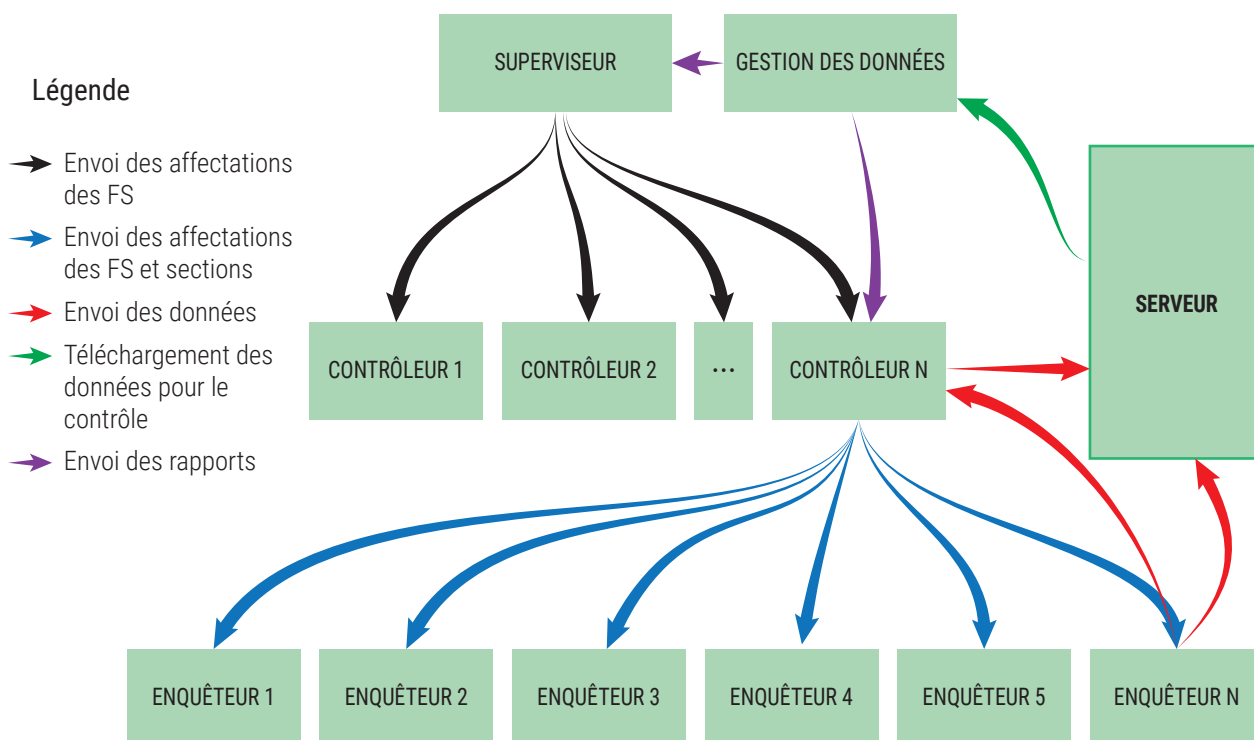 SUPERVISEUR
GESTION DES DONNÉES
Légende
Envoi des affectations
des FS
Envoi des affectations
des FS et sections
Envoi des données
Téléchargement des
données pour le
contrôle
Envoi des rapports
SERVEUR
CONTRÔLEUR 1
CONTRÔLEUR 2
...
CONTRÔLEUR N
ENQUÊTEUR 1
ENQUÊTEUR 2
ENQUÊTEUR 3
ENQUÊTEUR 4
ENQUÊTEUR 5
ENQUÊTEUR N